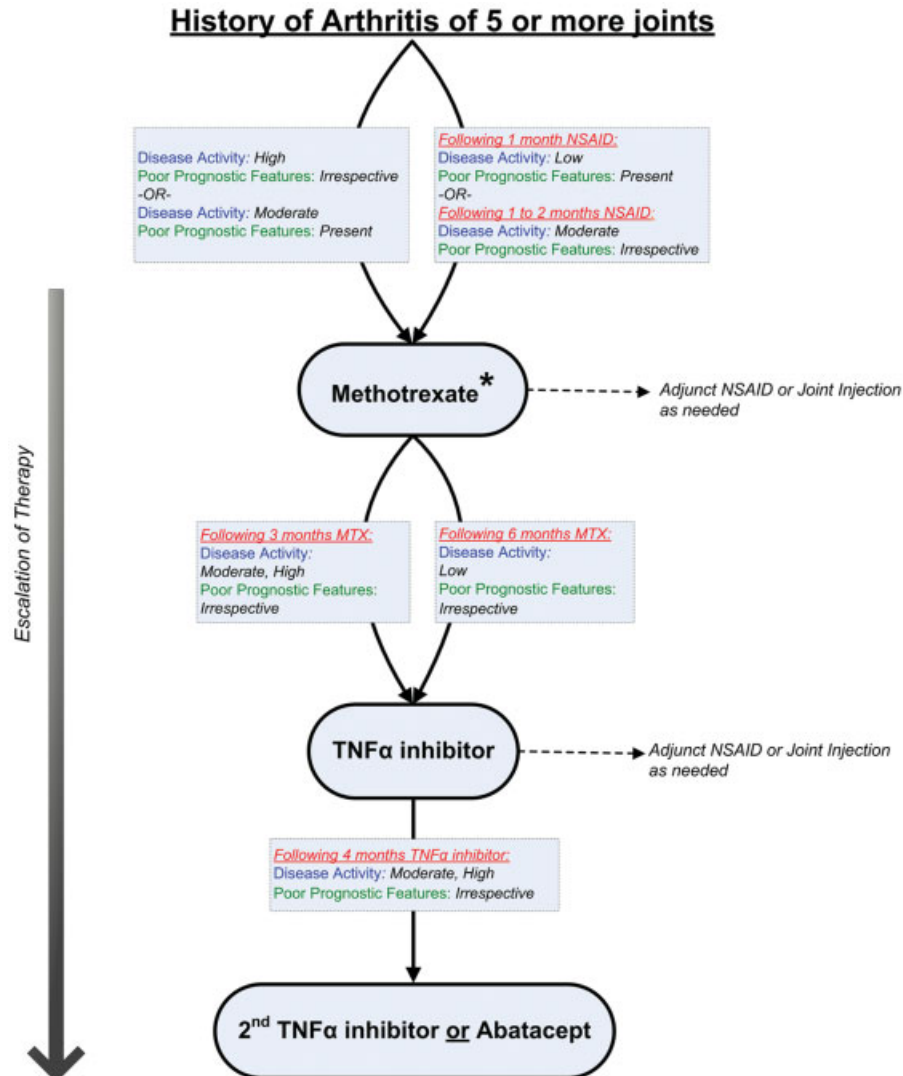 History of Arthritis of 5 or more joints
Disease Activity: High
Poor Prognostic Features: Irrespective
-OR-
Disease Activity: Moderate
Poor Prognostic Features: Present
Following 1 month NSAID:
Disease Activity: Low
Poor Prognostic Features: Present
-OR-
Following 1 to 2 months NSAID:
Disease Activity: Moderate
Poor Prognostic Features: Irrespective
Methotrexate*
Adjunct NSAID or Joint Injection
as needed
Escalation of Therapy
Following 3 months MTX:
Disease Activity:
Moderate, High
Poor Prognostic Features:
Irrespective
Following 6 months MTX:
Disease Activity:
Low
Poor Prognostic Features:
Irrespective
TNFα inhibitor
Adjunct NSAID or Joint Injection
as needed
Following 4 months TNFα inhibitor:
Disease Activity: Moderate, High
Poor Prognostic Features: Irrespective
2nd TNFα inhibitor or Abatacept